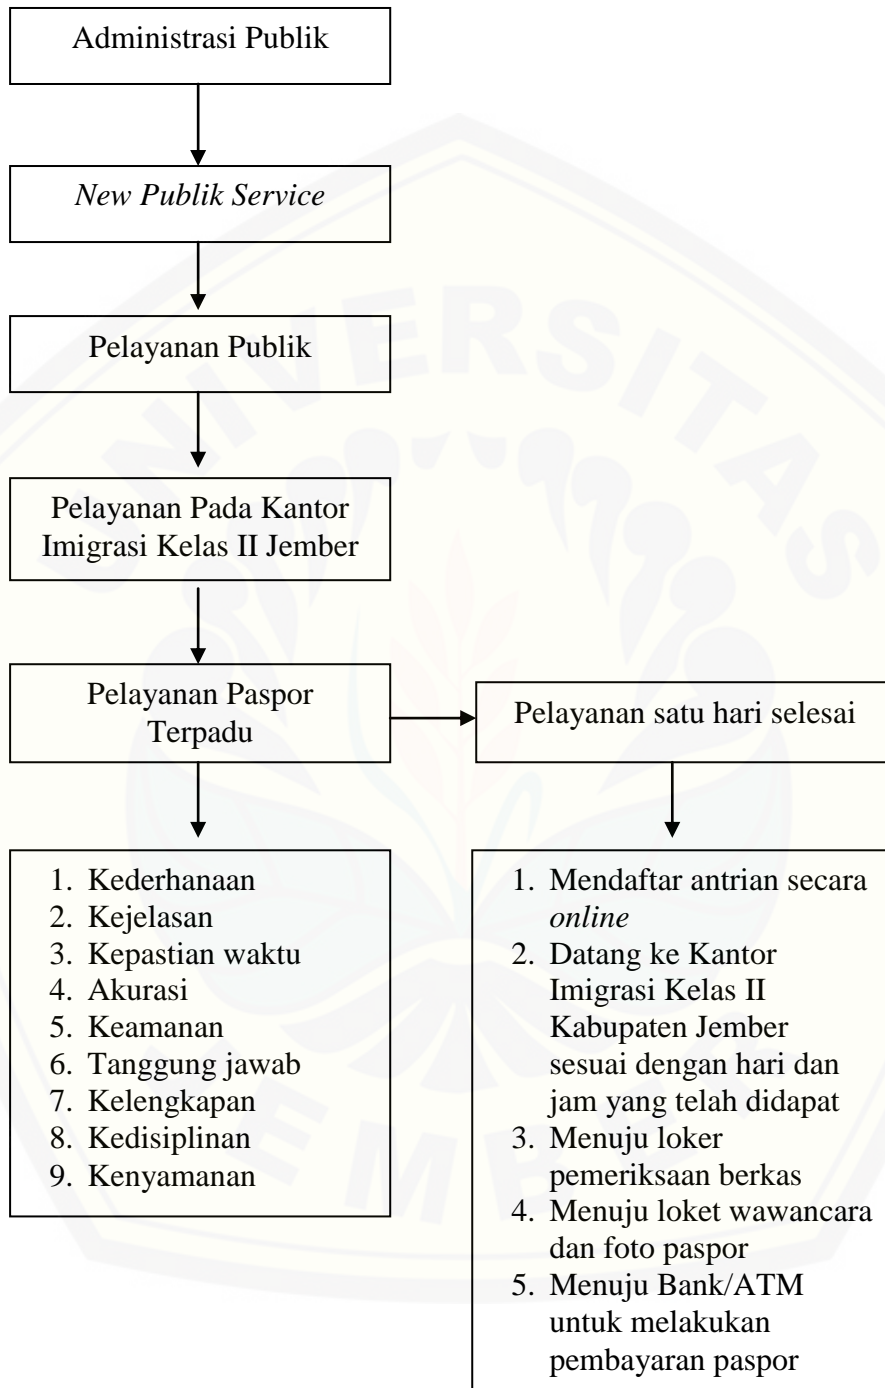 Administrasi Publik
New Publik Service
Pelayanan Publik
Pelayanan Pada Kantor
Imigrasi Kelas II Jember
Pelayanan Paspor
Terpadu
Pelayanan satu hari selesai
1. Kederhanaan
2. Kejelasan
3. Kepastian waktu
4. Akurasi
5. Keamanan
6. Tanggung jawab
7. Kelengkapan
8. Kedisiplinan
9. Kenyamanan
1. Mendaftar antrian secara
online
2. Datang ke Kantor
Imigrasi Kelas II
Kabupaten Jember
sesuai dengan hari dan
jam yang telah didapat
3. Menuju loker
pemeriksaan berkas
4. Menuju loket wawancara
dan foto paspor
5. Menuju Bank/ATM
untuk melakukan
pembayaran paspor
UNIVERSITAS
JEMBER